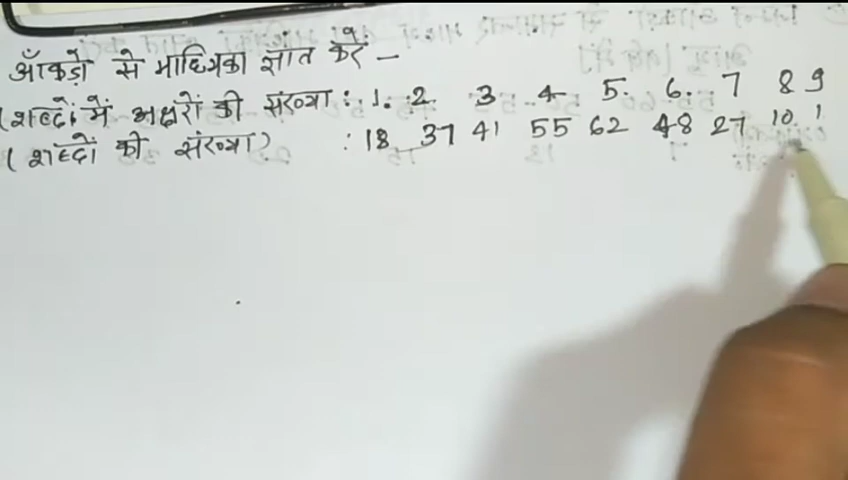 आँकड़ो से माध्यिका ज्ञात करें –
(शब्दों में अक्षरों की संख्या : 1. 2. 3 4 5. 6. 7 8 9
(शब्दों की संख्या) : 18 37 41 55 62 48 27 10. 1